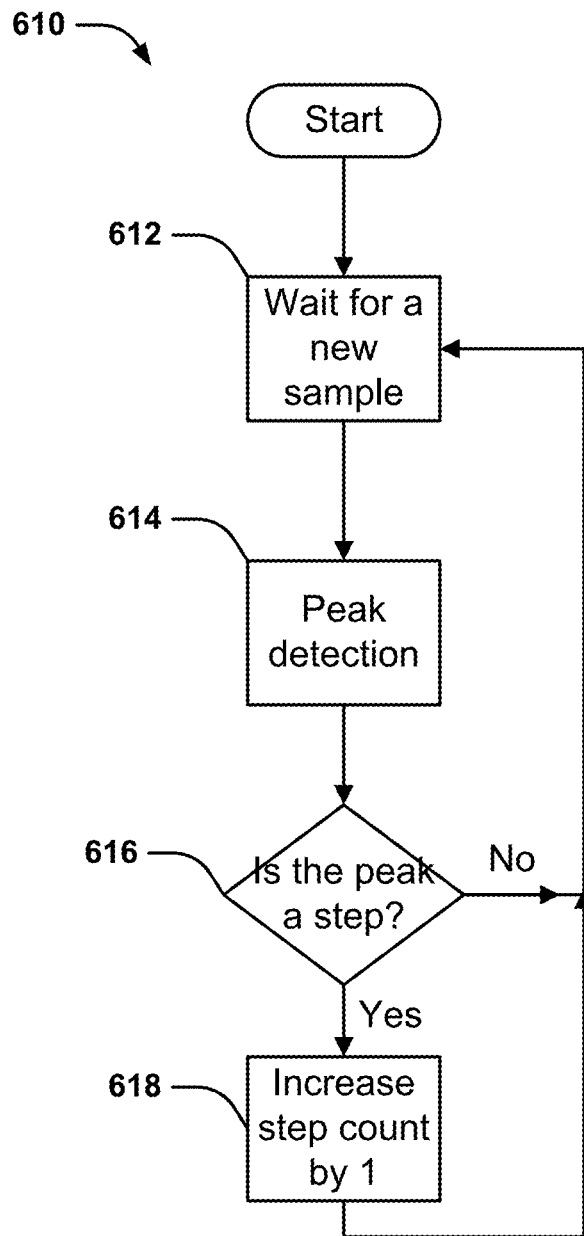 610
Start
612
Wait for a
new
sample
614
Peak
detection
616
Is the peak
a step?
No
Yes
618
Increase
step count
by 1